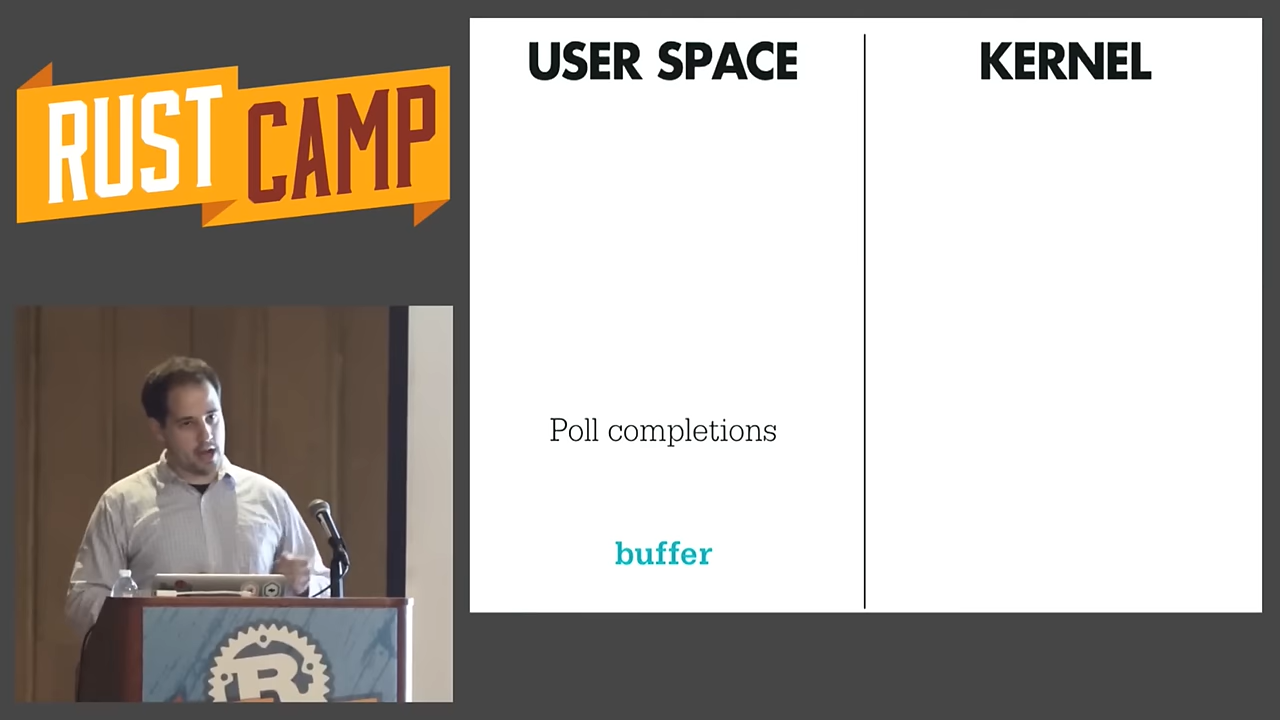 RUST CAMP
USER SPACE
KERNEL
Poll completions
buffer
R